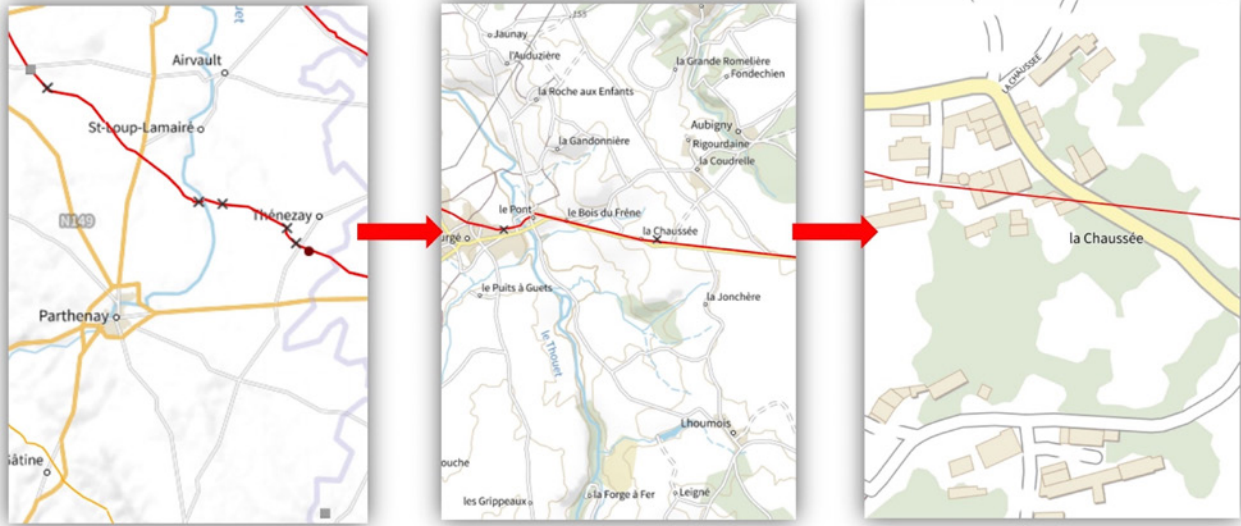 Airvault
St-Loup-Lamairé
N149
Thénezay
Parthenay
Gâtine
155
Jaunay
l'Auduzière
la Grande Romelière
Fondechien
la Roche aux Enfants
Aubigny
la Gandonnière
Rigourdaine
la Coudrelle
le Pont
le Bois du Frêne
la Chaussée
le Puits à Guets
la Jonchère
le Thouet
Lhoumois
les Grippeaux
la Forge à Fer
Leigné
LA CHAUSSÉE
la Chaussée